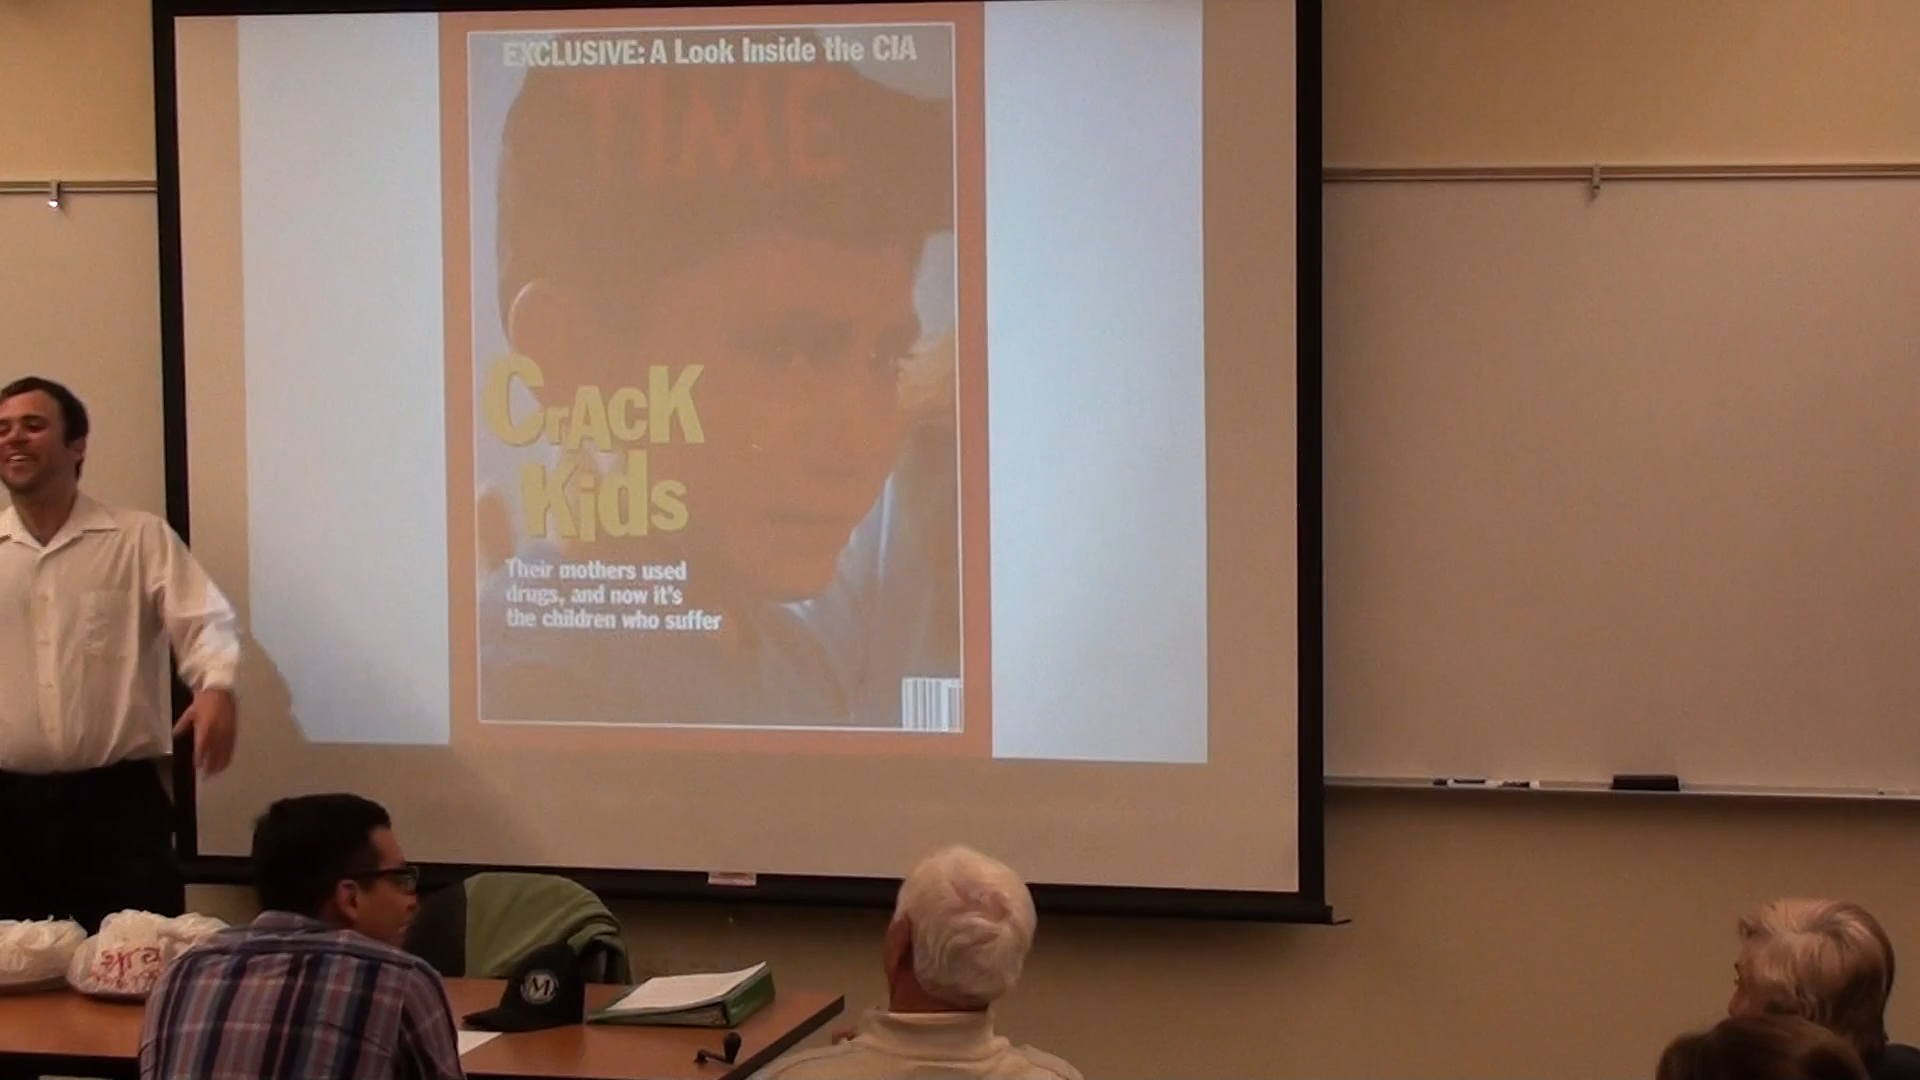 EXCLUSIVE: A Look Inside the CIA
TIME
CrAcK
Kids
Their mothers used
drugs, and now it's
the children who suffer
M